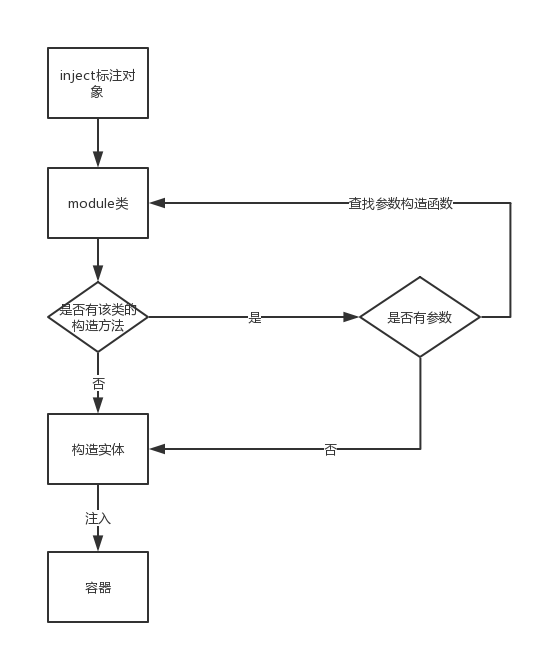 inject标注对
象
module类
查找参数构造函数
是否有该类的
构造方法
是
是否有参数
否
构造实体
否
注入
容器